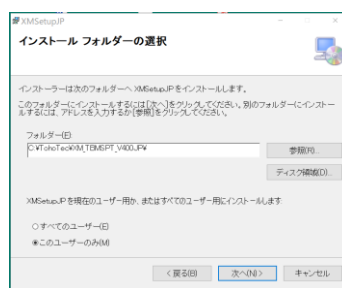 XMSetupJP
インストール フォルダーの選択
インストーラーは次のフォルダーへ XMSetupJP をインストールします。
このフォルダーにインストールするには[次へ]をクリックしてください。別のフォルダーにインストー
ルするには、アドレスを入力するか[参照]をクリックしてください。
フォルダー(F):
C:¥TohoTec¥XM_TBMSPT_V400JP¥
参照(R)...
ディスク領域(D)...
XMSetupJP を現在のユーザー用か、またはすべてのユーザー用にインストールします:
すべてのユーザー(E)
このユーザーのみ(M)
< 戻る(B)
次へ(N) >
キャンセル